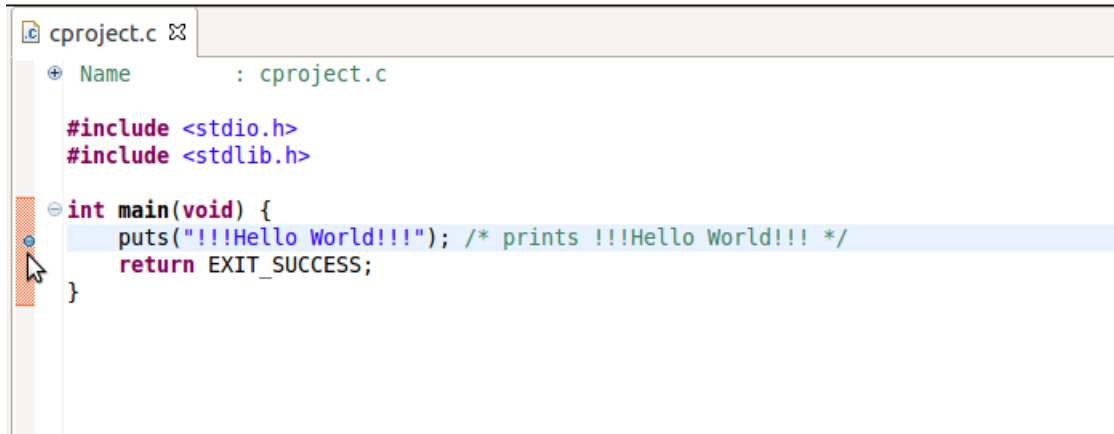 .c cproject.c
Name : cproject.c
#include <stdio.h>
#include <stdlib.h>
int main(void) {
puts("!!!Hello World!!!"); /* prints !!!Hello World!!! */
return EXIT_SUCCESS;
}